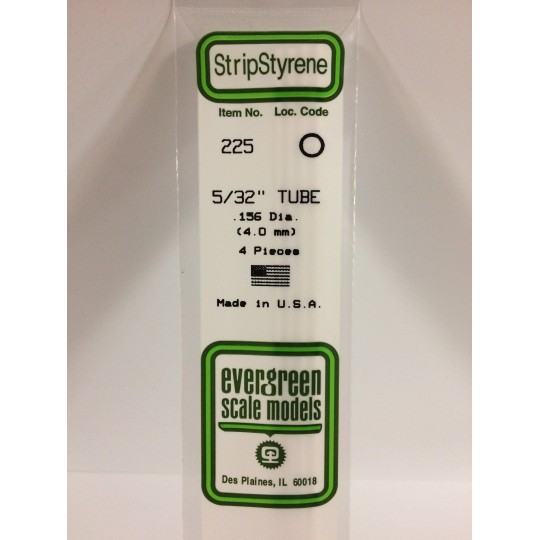 StripStyrene
Item No. Loc. Code
225
5/32" TUBE
.156 Dia.
(4.0 mm)
4 Pieces
Made in U.S.A.
evergreen
scale models
Des Plaines, IL 60018